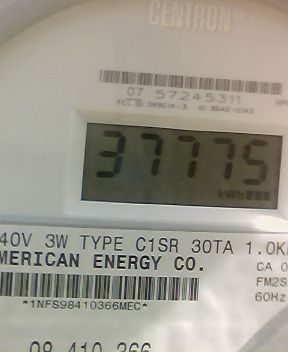 CENTRON®
07 57245311
37775
kWh
40V 3W TYPE C1SR 30TA 1.0K
MERICAN ENERGY CO.
CA 0
FM2S
60Hz
*1NFS98410366MEC*
98 410 366